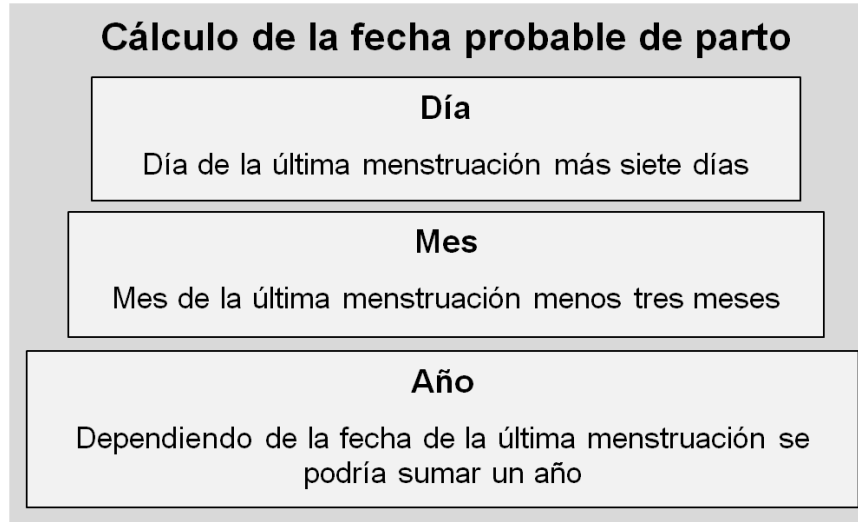 Cálculo de la fecha probable de parto
Día
Día de la última menstruación más siete días
Mes
Mes de la última menstruación menos tres meses
Año
Dependiendo de la fecha de la última menstruación se
podría sumar un año